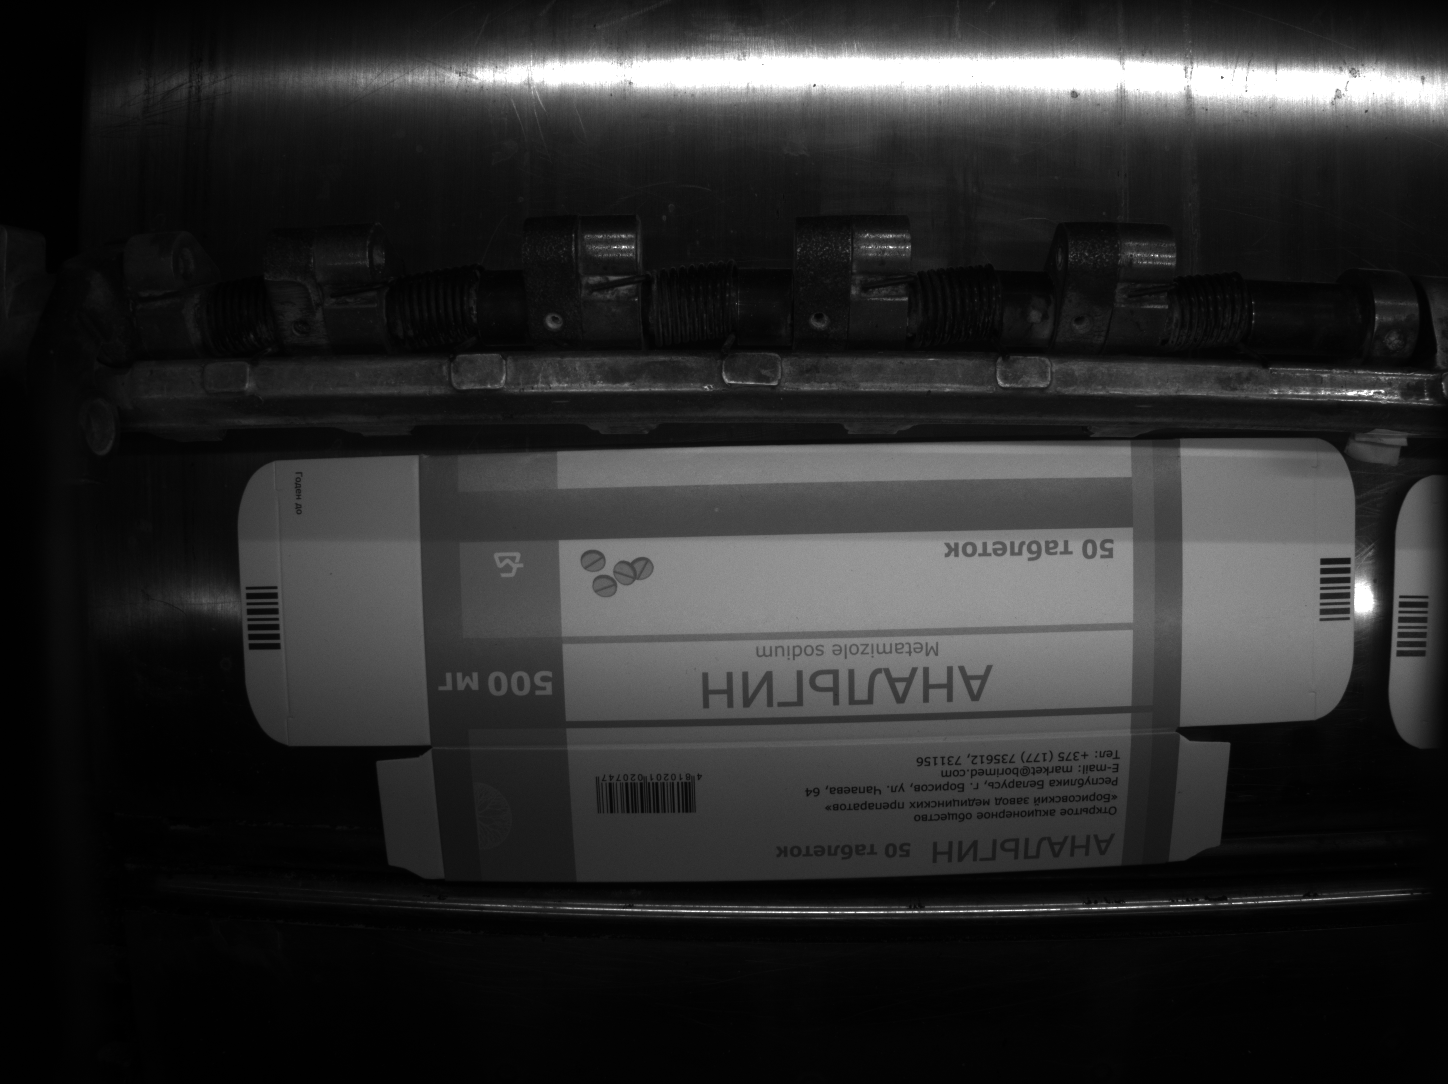 АНАЛЬГИН 50 таблеток
Открытое акционерное общество
«Борисовский завод медицинских препаратов»
Республика Беларусь, г. Борисов, ул. Чапаева, 64
E-mail: market@borimed.com
Тел: +375 (177) 735612, 731156
4810201020747
АНАЛЬГИН
Metamizole sodium
500 мг
50 таблеток
Годен до